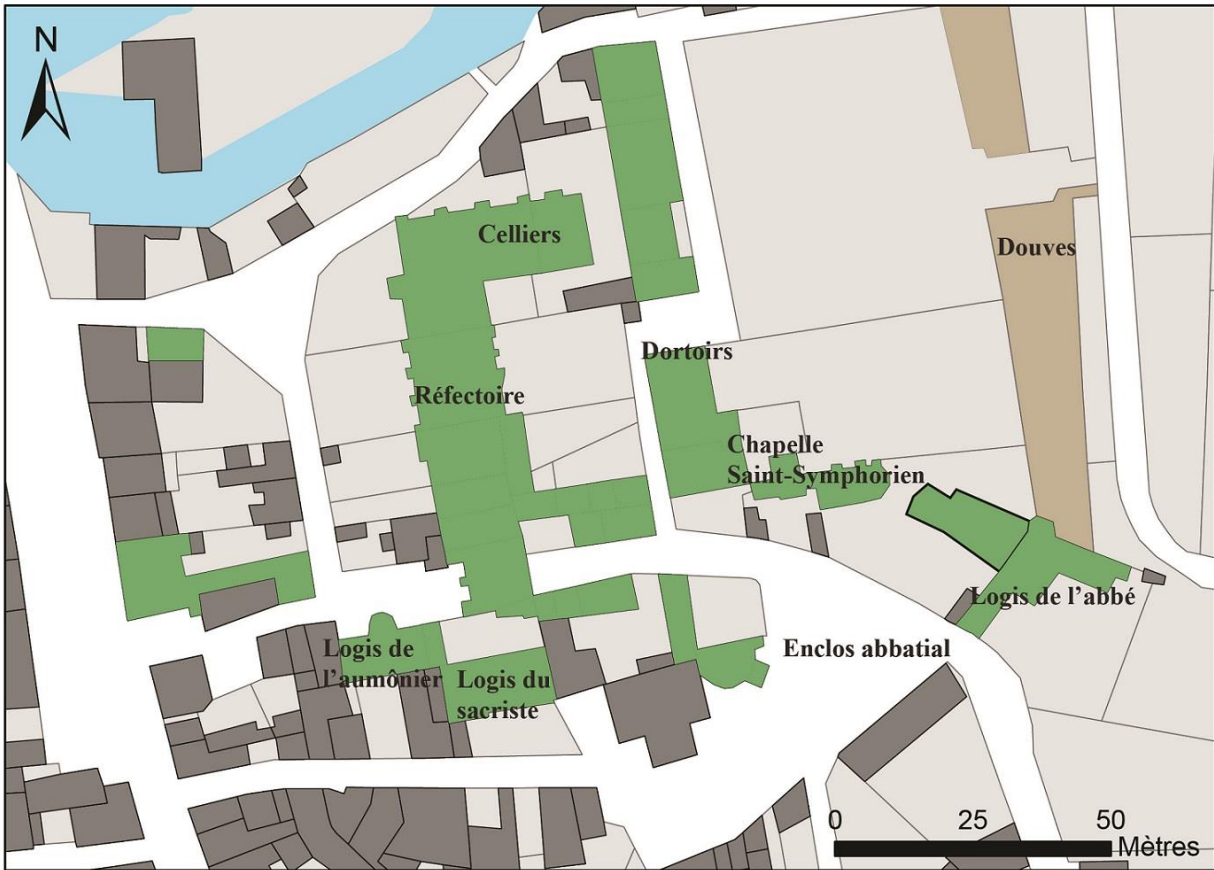 N
Celliers
Douves
Dortoirs
Réfectoire
Chapelle
Saint-Symphorien
Logis de l'abbé
Logis de
l'aumônier
Enclos abbatial
Logis du
sacriste
0 25 50
Mètres